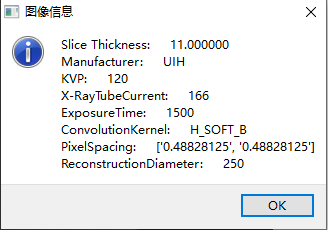 图像信息
Slice Thickness: 11.000000
Manufacturer: UIH
KVP: 120
X-RayTubeCurrent: 166
ExposureTime: 1500
ConvolutionKernel: H_SOFT_B
PixelSpacing: ['0.48828125', '0.48828125']
ReconstructionDiameter: 250
OK